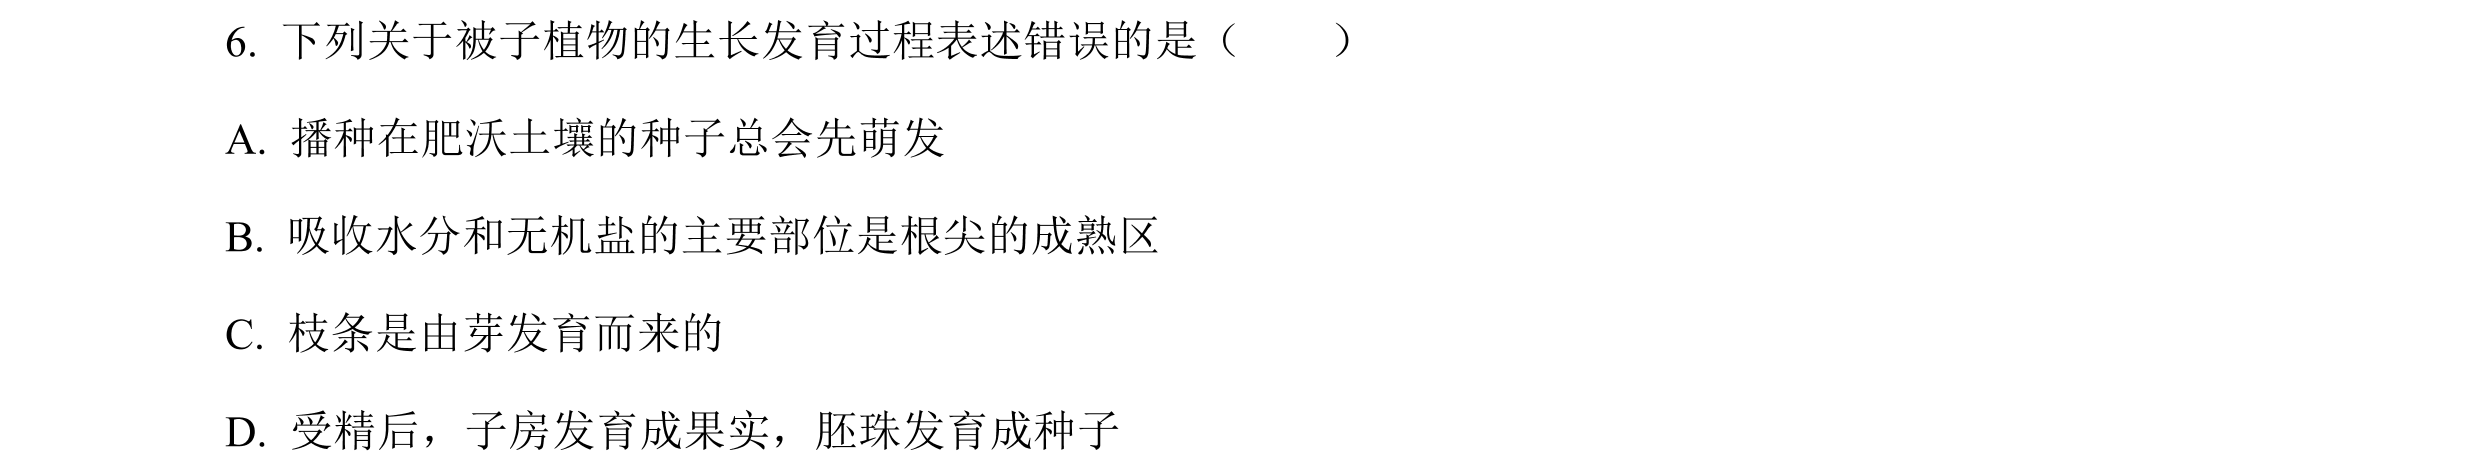 6. 下列关于被子植物的生长发育过程表述错误的是（　　）
A. 播种在肥沃土壤的种子总会先萌发
B. 吸收水分和无机盐的主要部位是根尖的成熟区
C. 枝条是由芽发育而来的
D. 受精后，子房发育成果实，胚珠发育成种子